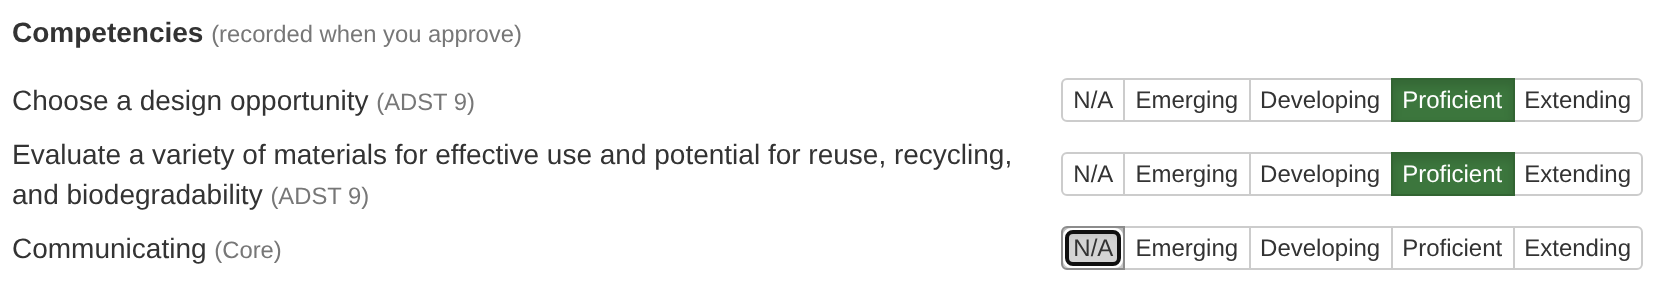 Competencies (recorded when you approve)
Choose a design opportunity (ADST 9) N/A Emerging Developing Proficient Extending
Evaluate a variety of materials for effective use and potential for reuse, recycling,
and biodegradability (ADST 9) N/A Emerging Developing Proficient Extending
Communicating (Core) N/A Emerging Developing Proficient Extending